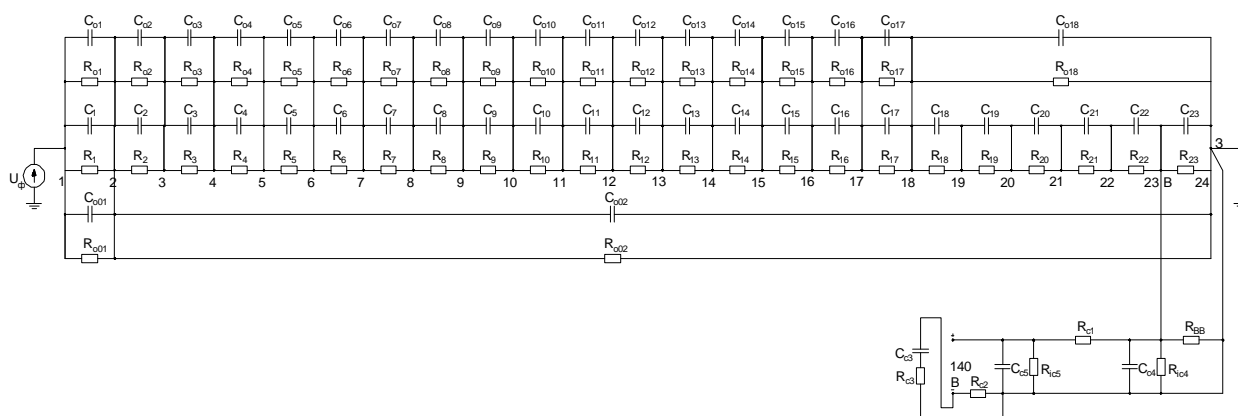 Co1 Co2 Co3 Co4 Co5 Co6 Co7 Co8 Co9 Co10 Co11 Co12 Co13 Co14 Co15 Co16 Co17 Co18
Ro1 Ro2 Ro3 Ro4 Ro5 Ro6 Ro7 Ro8 Ro9 Ro10 Ro11 Ro12 Ro13 Ro14 Ro15 Ro16 Ro17 Ro18
C1 C2 C3 C4 C5 C6 C7 C8 C9 C10 C11 C12 C13 C14 C15 C16 C17 C18 C19 C20 C21 C22 C23
3
R1 R2 R3 R4 R5 R6 R7 R8 R9 R10 R11 R12 R13 R14 R15 R16 R17 R18 R19 R20 R21 R22 R23
Uф 1 2 3 4 5 6 7 8 9 10 11 12 13 14 15 16 17 18 19 20 21 22 23 В 24
Co01 Co02
Ro01 Ro02
+ Rc1 RВВ
Cc3 140 Cc5 Ric5 Cc4 Ric4
Rc3 В Rc2
-